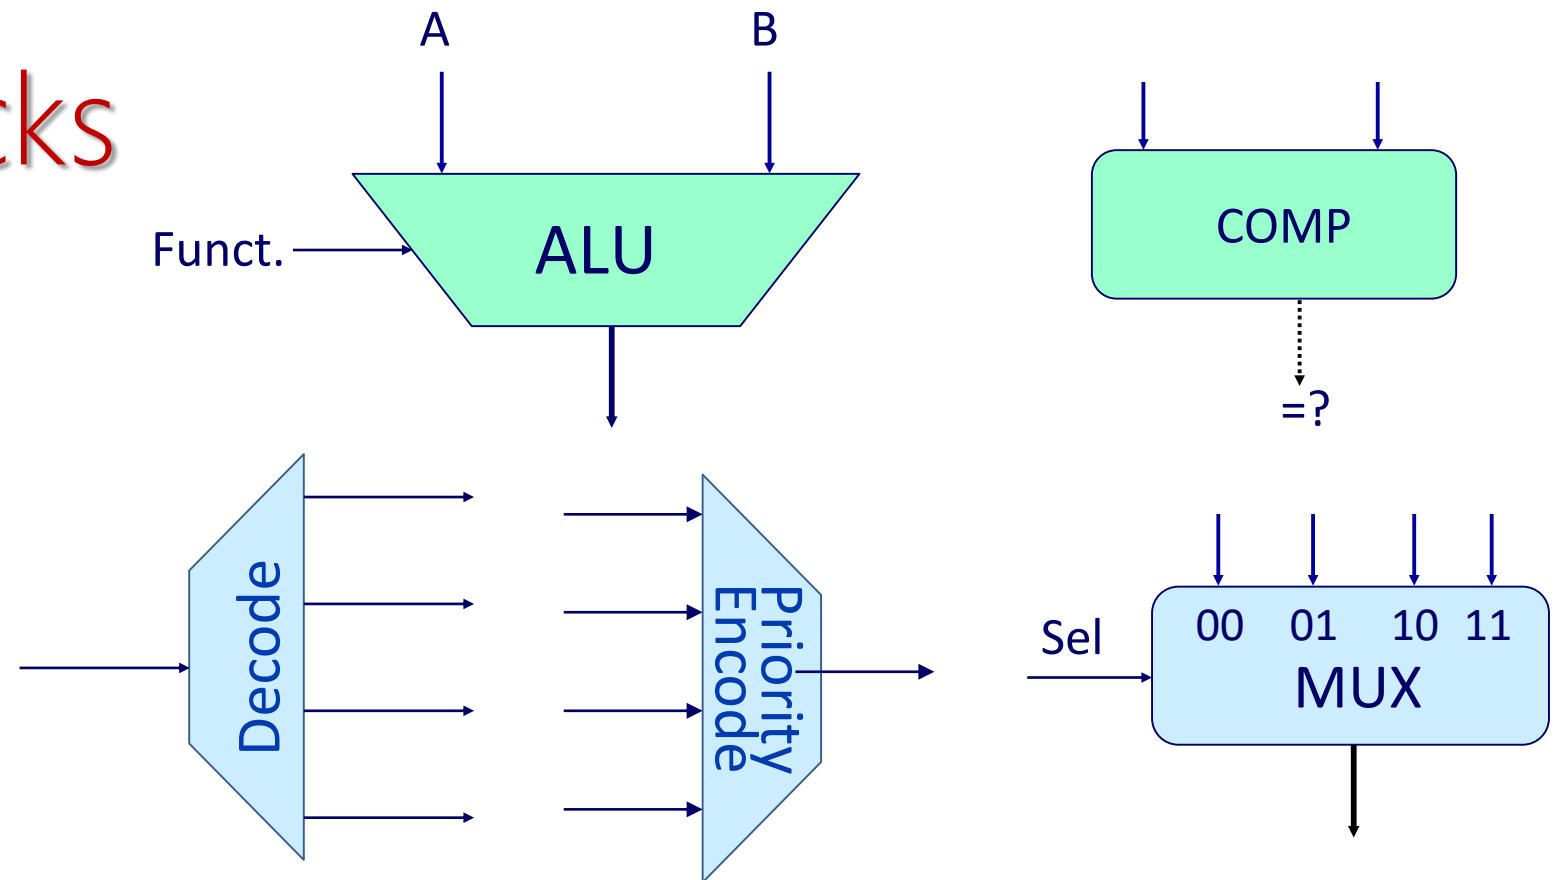 cks
A
B
Funct.
ALU
COMP
=?
Decode
Priority
Encode
Sel
00 01 10 11
MUX